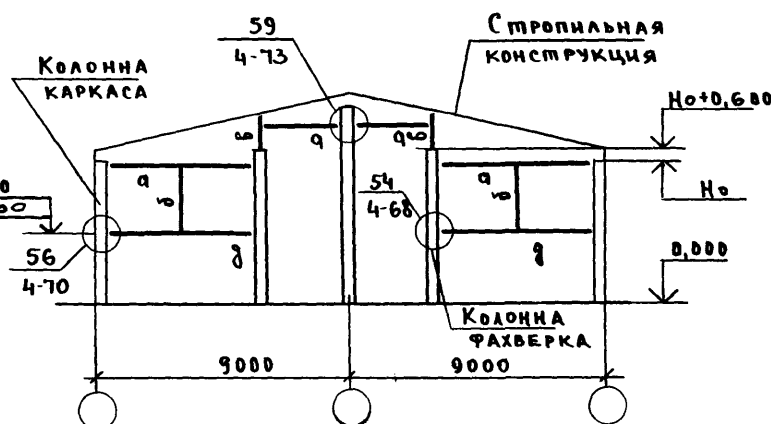 59
4-73
Стропильная
конструкция
Колонна
каркаса
Но+0,600
в
а
а
в
а
б
54
4-68
а
б
Но
56
4-70
д
д
0,000
Колонна
фахверка
9000
9000